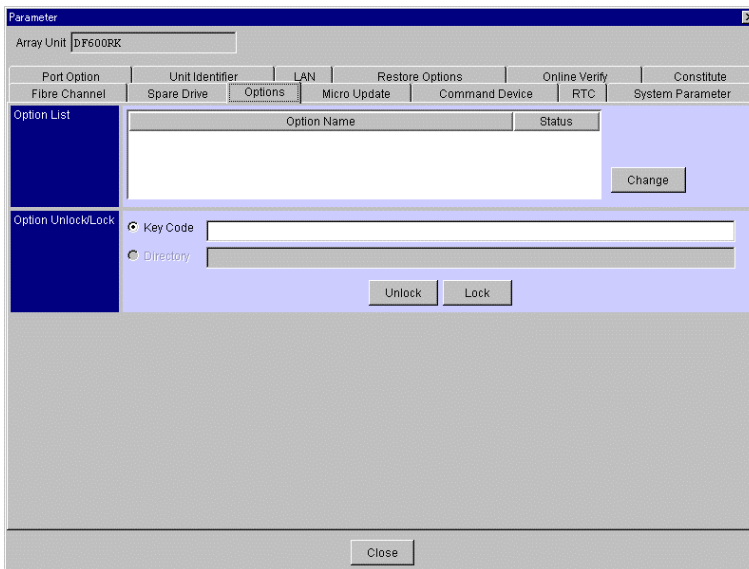 Parameter
Array Unit DF600RK
Port Option Unit Identifier LAN Restore Options Online Verify Constitute
Fibre Channel Spare Drive Options Micro Update Command Device RTC System Parameter
Option List
Option Name Status
Change
Option Unlock/Lock
Key Code
Directory
Unlock Lock
Close